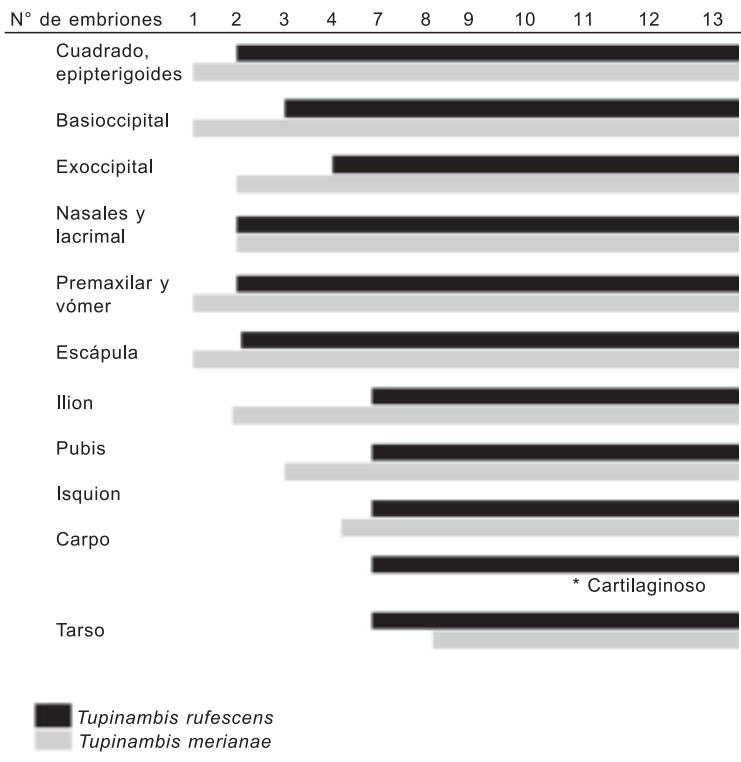 N° de embriones 1 2 3 4 7 8 9 10 11 12 13
Cuadrado,
epipterigoides
Basioccipital
Exoccipital
Nasales y
lacrimal
Premaxilar y
vómer
Escápula
Ilion
Pubis
Isquion
Carpo
* Cartilaginoso
Tarso
Tupinambis rufescens
Tupinambis merianae